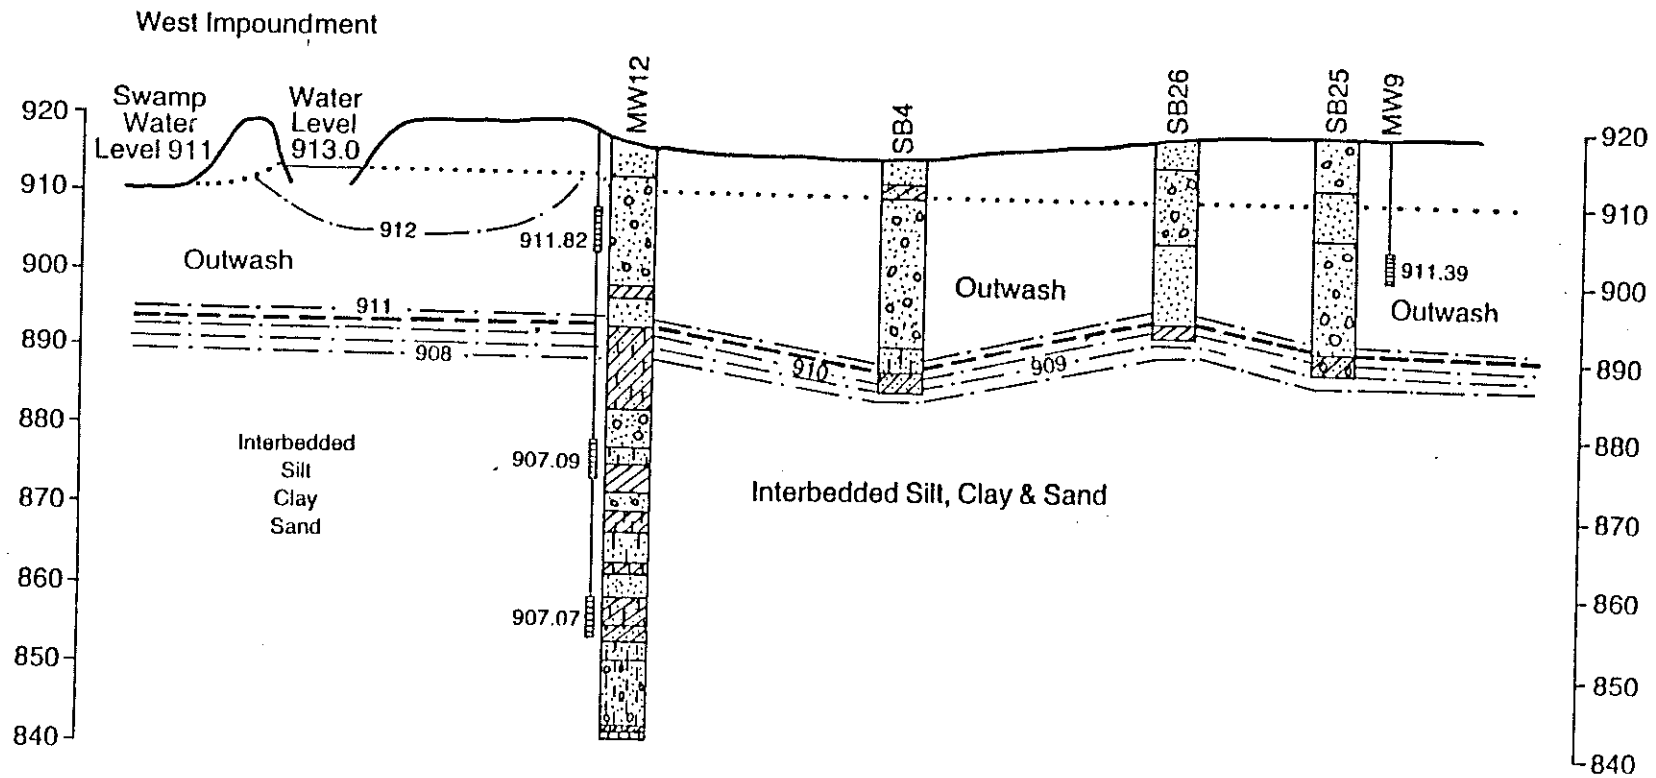 West Impoundment
Swamp
Water
Level 911
Water
Level
913.0
MW12
SB4
SB26
SB25
MW9
920
910
900
890
880
870
860
850
840
920
910
900
890
880
870
860
850
840
912
911.82
911.39
Outwash
Outwash
Outwash
911
908
910
909
Interbedded
Silt
Clay
Sand
907.09
907.07
Interbedded Silt, Clay & Sand